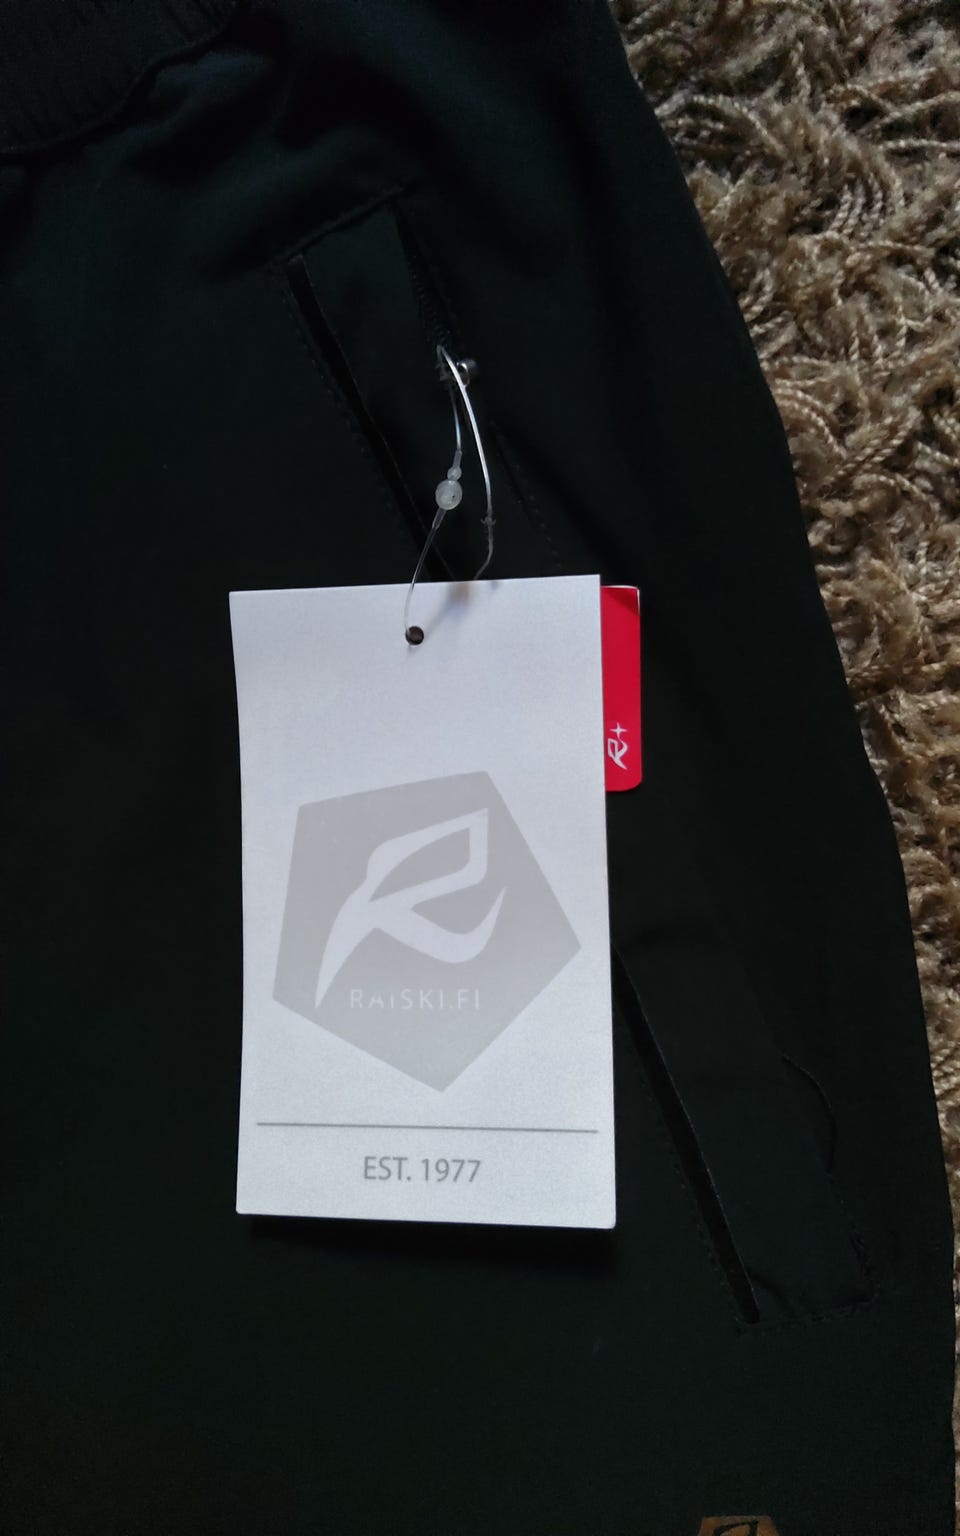 R+
RAISKI.FI
EST. 1977